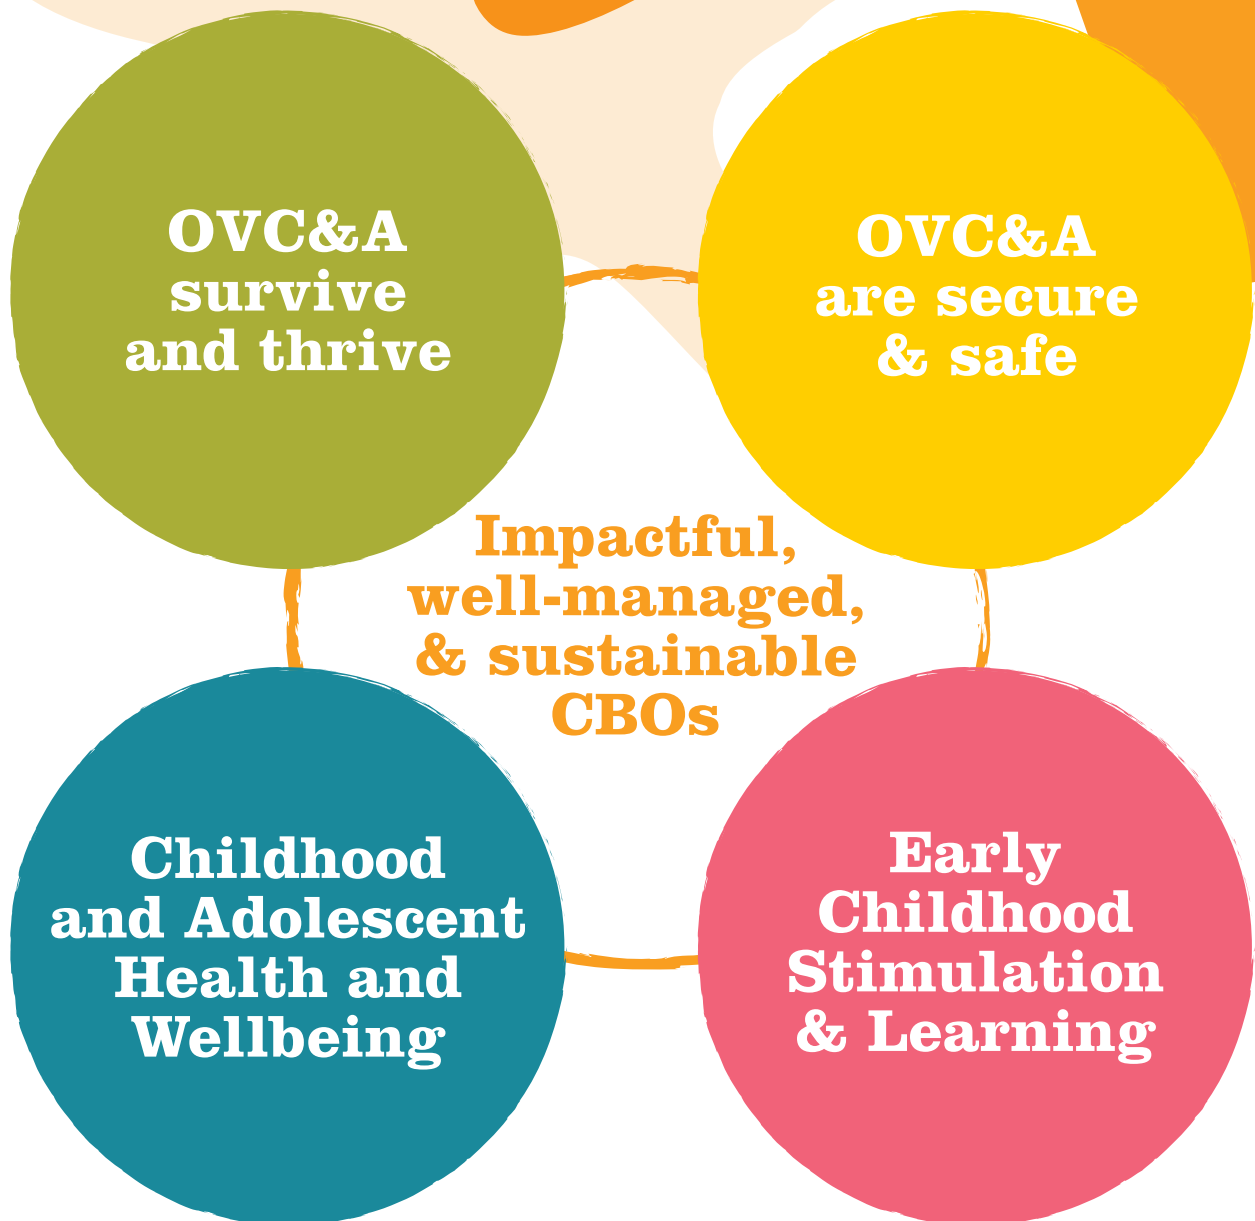 OVC&A
survive
and thrive
OVC&A
are secure
& safe
Impactful,
well-managed,
& sustainable
CBOs
Childhood
and Adolescent
Health and
Wellbeing
Early
Childhood
Stimulation
& Learning